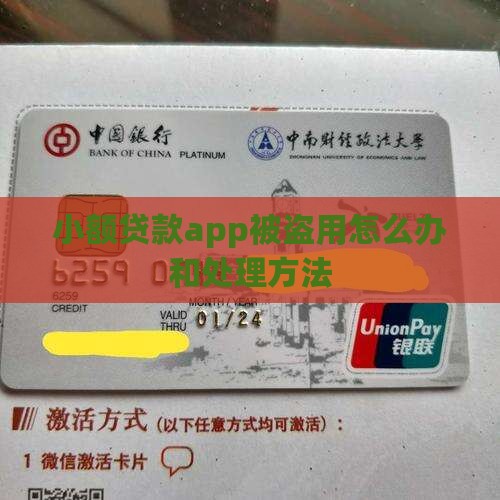 中国银行
BANK OF CHINA PLATINUM
中南财经政法大学
ZHONGNAN UNIVERSITY OF ECONOMICS AND LAW
小额贷款app被盗用怎么办
和处理方法
6259 0
6259
CREDIT
MONTH/YEAR
VALID THRU 01/24
UnionPay
银联
激活方式(以下任意方式均可激活):
1 微信激活卡片